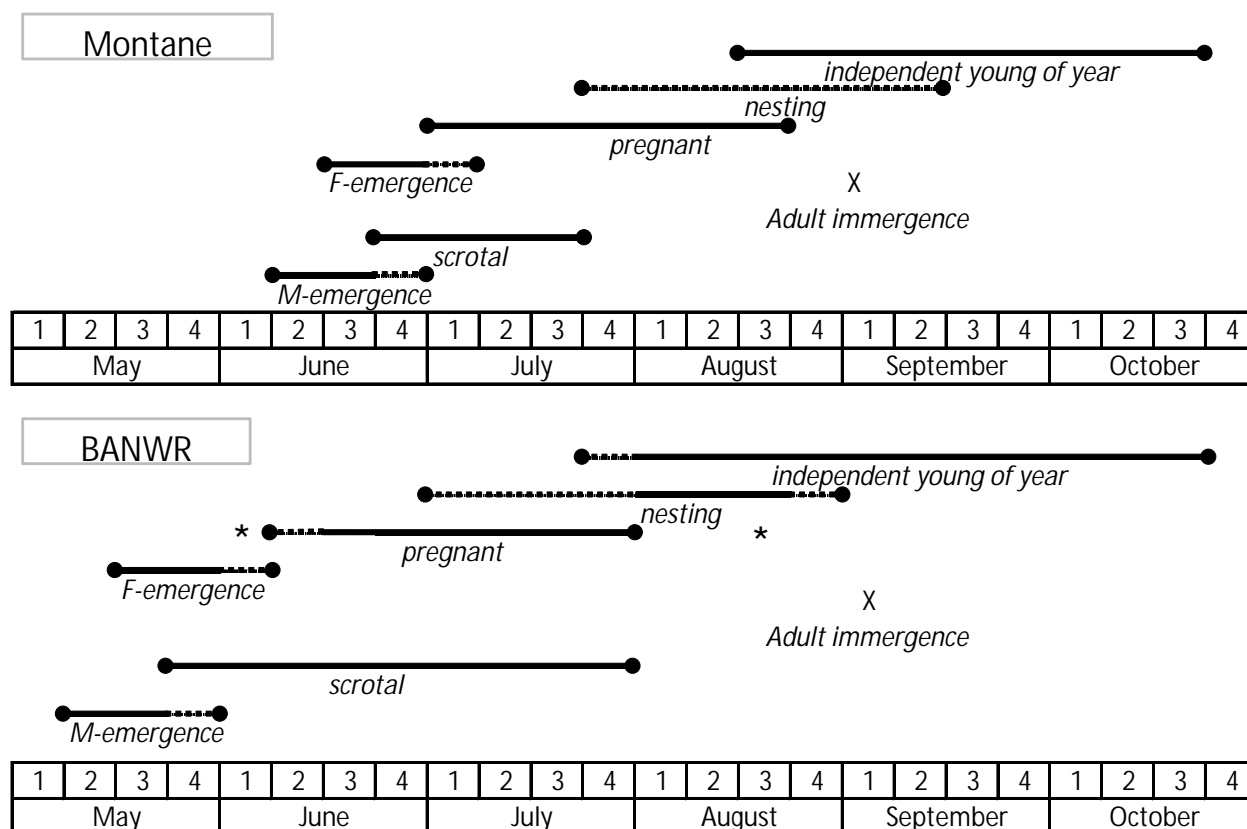 Montane
independent young of year
nesting
pregnant
F-emergence
X
Adult immergence
scrotal
M-emergence
1 2 3 4 1 2 3 4 1 2 3 4 1 2 3 4 1 2 3 4 1 2 3 4
May June July August September October
BANWR
independent young of year
nesting
* *
pregnant
F-emergence
X
Adult immergence
scrotal
M-emergence
1 2 3 4 1 2 3 4 1 2 3 4 1 2 3 4 1 2 3 4 1 2 3 4
May June July August September October